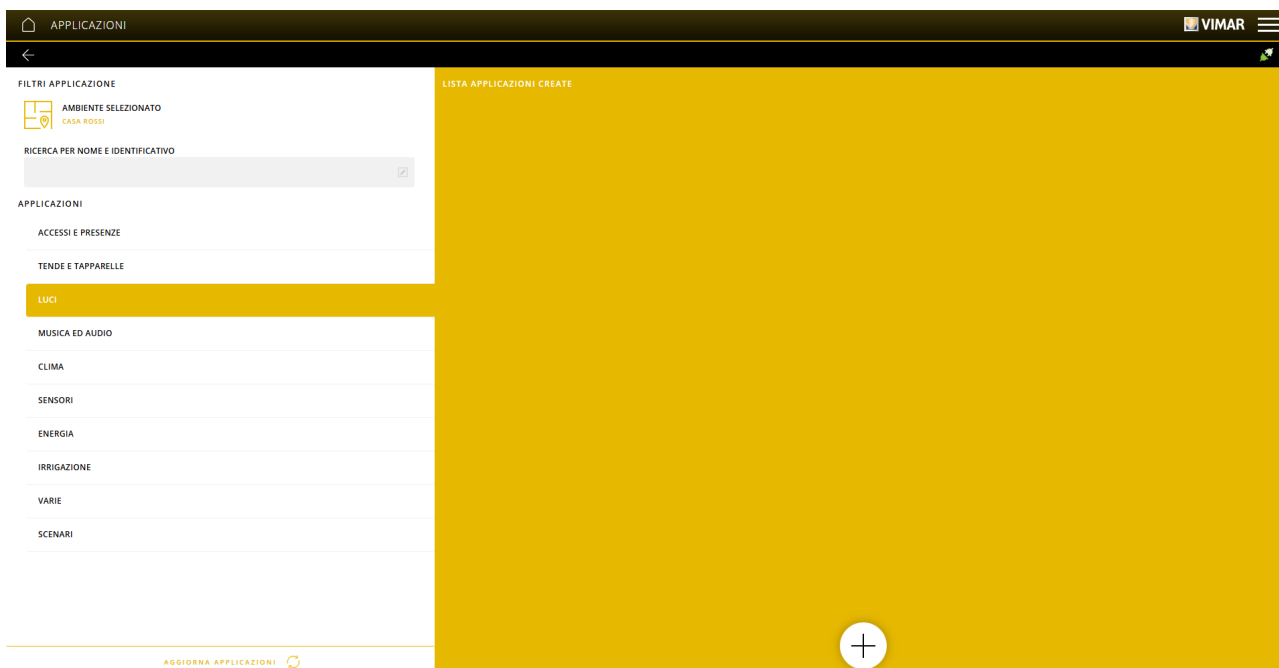 APPLICAZIONI
VIMAR
FILTRI APPLICAZIONE
AMBIENTE SELEZIONATO
CASA ROSSI
RICERCA PER NOME E IDENTIFICATIVO
APPLICAZIONI
ACCESSI E PRESENZE
TENDE E TAPPARELLE
LUCI
MUSICA ED AUDIO
CLIMA
SENSORI
ENERGIA
IRRIGAZIONE
VARIE
SCENARI
AGGIORNA APPLICAZIONI
LISTA APPLICAZIONI CREATE